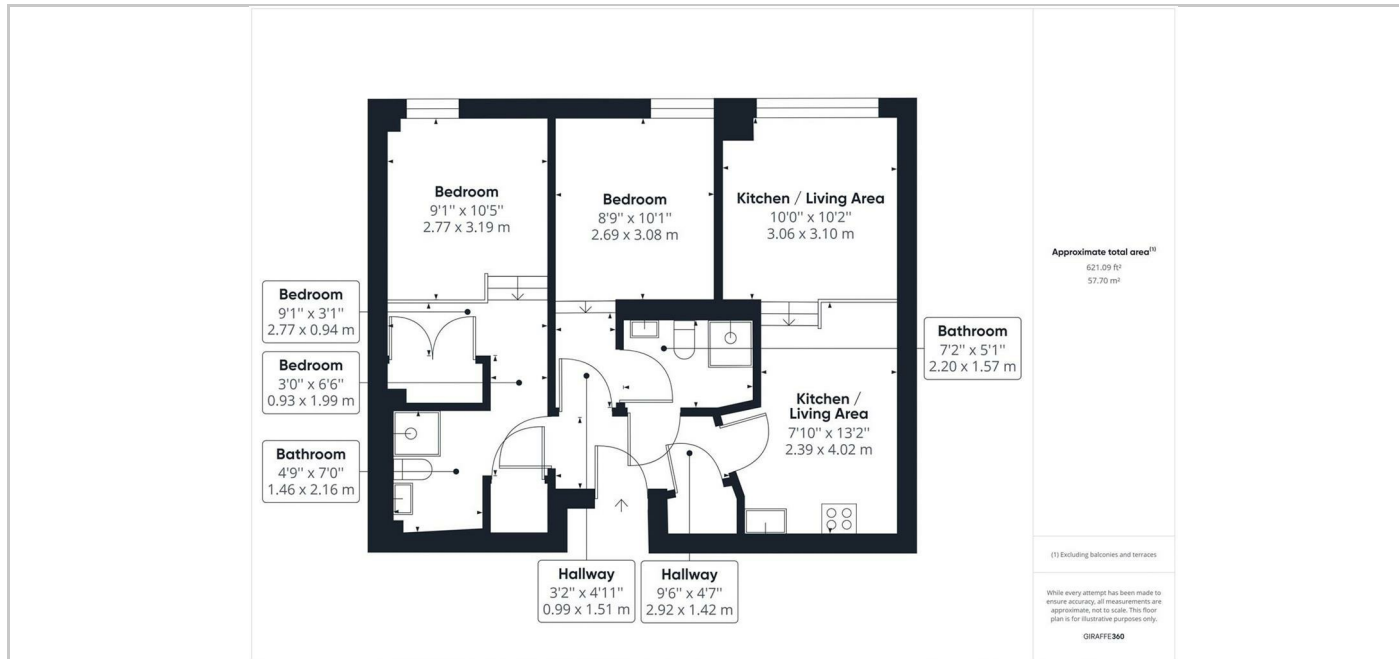 Bedroom
9'1'' x 10'5''
2.77 x 3.19 m
Bedroom
8'9'' x 10'1''
2.69 x 3.08 m
Kitchen / Living Area
10'0'' x 10'2''
3.06 x 3.10 m
Bedroom
9'1'' x 3'1''
2.77 x 0.94 m
Bedroom
3'0'' x 6'6''
0.93 x 1.99 m
Bathroom
4'9'' x 7'0''
1.46 x 2.16 m
Bathroom
7'2'' x 5'1''
2.20 x 1.57 m
Kitchen /
Living Area
7'10'' x 13'2''
2.39 x 4.02 m
Hallway
3'2'' x 4'11''
0.99 x 1.51 m
Hallway
9'6'' x 4'7''
2.92 x 1.42 m
Approximate total area(1)
621.09 ft²
57.70 m²
(1) Excluding balconies and terraces
While every attempt has been made to
ensure accuracy, all measurements are
approximate, not to scale. This floor
plan is for illustrative purposes only.
GIRAFFE360